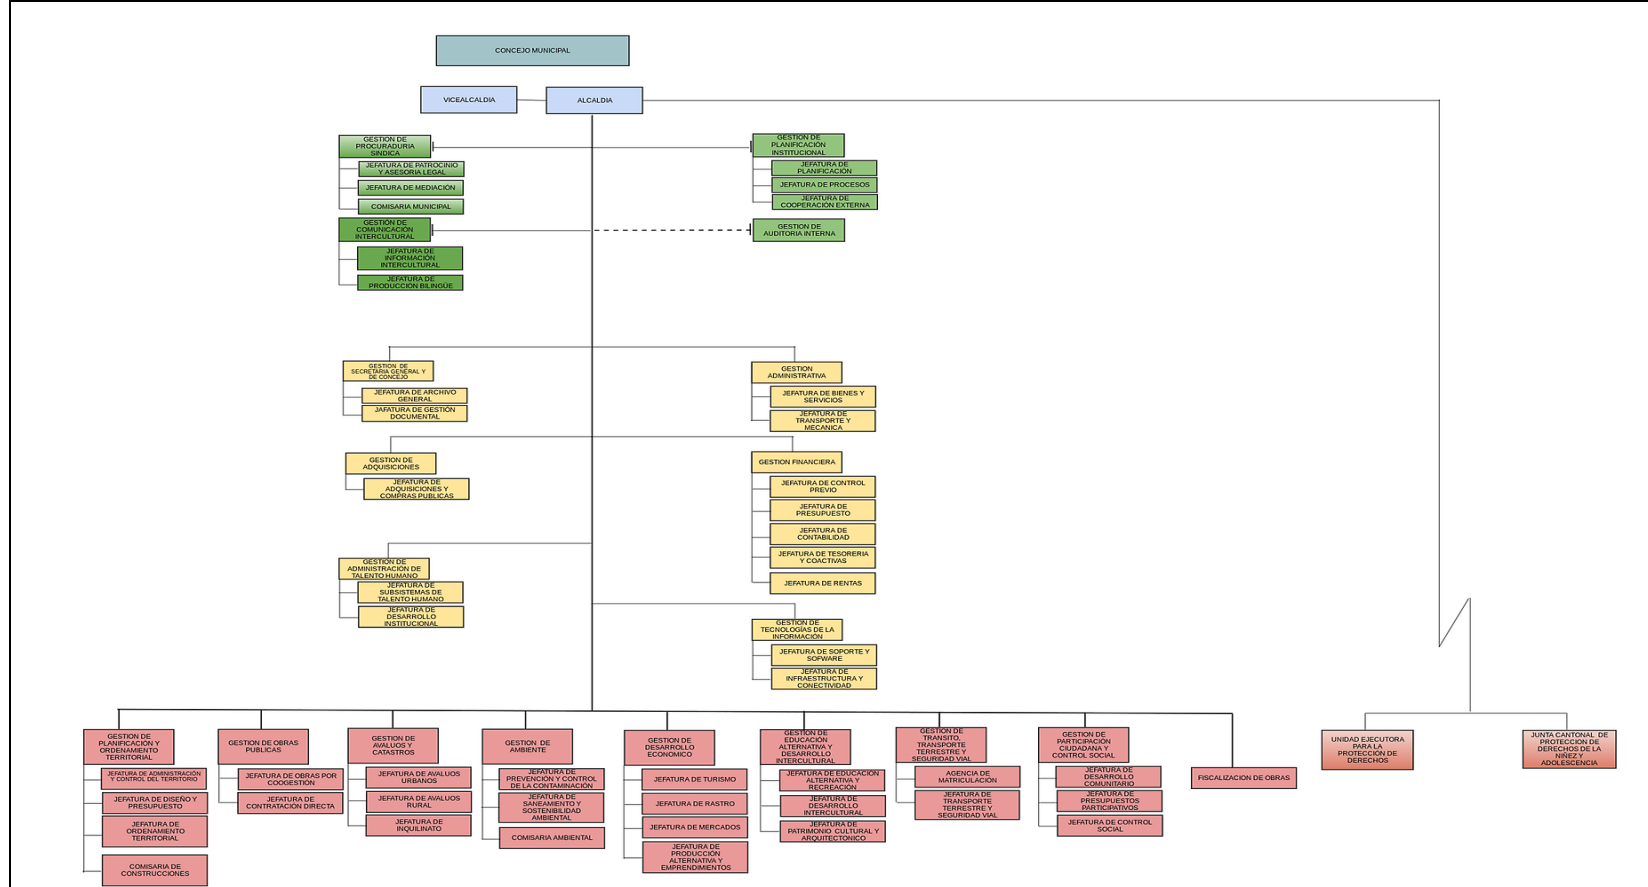 CONCEJO MUNICIPAL
VICEALCALDIA
ALCALDIA
GESTION DE
PROCURADURIA
SINDICA
JEFATURA DE PATROCINIO
Y ASESORIA LEGAL
JEFATURA DE MEDIACIÓN
COMISARIA MUNICIPAL
GESTIÓN DE
COMUNICACIÓN
INTERCULTURAL
JEFATURA DE
INFORMACIÓN
INTERCULTURAL
JEFATURA DE
PRODUCCIÓN BILINGÜE
GESTION DE
PLANIFICACIÓN
INSTITUCIONAL
JEFATURA DE
PLANIFICACIÓN
JEFATURA DE PROCESOS
JEFATURA DE
COOPERACIÓN EXTERNA
GESTION DE
AUDITORIA INTERNA
GESTION DE
SECRETARIA GENERAL Y
DE CONCEJO
JEFATURA DE ARCHIVO
GENERAL
JAFATURA DE GESTIÓN
DOCUMENTAL
GESTION
ADMINISTRATIVA
JEFATURA DE BIENES Y
SERVICIOS
JEFATURA DE
TRANSPORTE Y
MECANICA
GESTION DE
ADQUISICIONES
JEFATURA DE
ADQUISICIONES Y
COMPRAS PUBLICAS
GESTION FINANCIERA
JEFATURA DE CONTROL
PREVIO
JEFATURA DE
PRESUPUESTO
JEFATURA DE
CONTABILIDAD
JEFATURA DE TESORERIA
Y COACTIVAS
JEFATURA DE RENTAS
GESTIÓN DE
ADMINISTRACIÓN DE
TALENTO HUMANO
JEFATURA DE
SUBSISTEMAS DE
TALENTO HUMANO
JEFATURA DE
DESARROLLO
INSTITUCIONAL
GESTIÓN DE
TECNOLOGÍAS DE LA
INFORMACIÓN
JEFATURA DE SOPORTE Y
SOFWARE
JEFATURA DE
INFRAESTRUCTURA Y
CONECTIVIDAD
GESTION DE
PLANIFICACIÓN Y
ORDENAMIENTO
TERRITORIAL
JEFATURA DE ADMINISTRACIÓN
Y CONTROL DEL TERRITORIO
JEFATURA DE DISEÑO Y
PRESUPUESTO
JEFATURA DE
ORDENAMIENTO
TERRITORIAL
COMISARIA DE
CONSTRUCCIONES
GESTION DE OBRAS
PUBLICAS
JEFATURA DE OBRAS POR
COOGESTIÓN
JEFATURA DE
CONTRATACION DIRECTA
GESTION DE
AVALUOS Y
CATASTROS
JEFATURA DE AVALUOS
URBANOS
JEFATURA DE AVALUOS
RURAL
JEFATURA DE
INQUILINATO
GESTION DE
AMBIENTE
JEFATURA DE
PREVENCIÓN Y CONTROL
DE LA CONTAMINACIÓN
JEFATURA DE
SANEAMIENTO Y
SOSTENBILIDAD
AMBIENTAL
COMISARIA AMBIENTAL
GESTION DE
DESARROLLO
ECONOMICO
JEFATURA DE TURISMO
JEFATURA DE RASTRO
JEFATURA DE MERCADOS
JEFATURA DE
PRODUCCIÓN
ALTERNATIVA Y
EMPRENDIMIENTOS
GESTION DE
EDUCACIÓN
ALTERNATIVA Y
DESARROLLO
INTERCULTURAL
JEFATURA DE EDUCACIÓN
ALTERNATIVA Y
RECREACIÓN
JEFATURA DE
DESARROLLO
INTERCULTURAL
JEFATURA DE
PATRIMONIO CULTURAL Y
ARQUITECTONICO
GESTION DE
TRANSITO,
TRANSPORTE
TERRESTRE Y
SEGURIDAD VIAL
AGENCIA DE
MATRICULACIÓN
JEFATURA DE
TRANSPORTE
TERRESTRE Y
SEGURIDAD VIAL
GESTION DE
PARTICIPACIÓN
CIUDADANA Y
CONTROL SOCIAL
JEFATURA DE
DESARROLLO
COMUNITARIO
JEFATURA DE
PRESUPUESTOS
PARTICIPATIVOS
JEFATURA DE CONTROL
SOCIAL
FISCALIZACION DE OBRAS
UNIDAD EJECUTORA
PARA LA
PROTECCIÓN DE
DERECHOS
JUNTA CANTONAL DE
PROTECCION DE
DERECHOS DE LA
NIÑEZ Y
ADOLESCENCIA